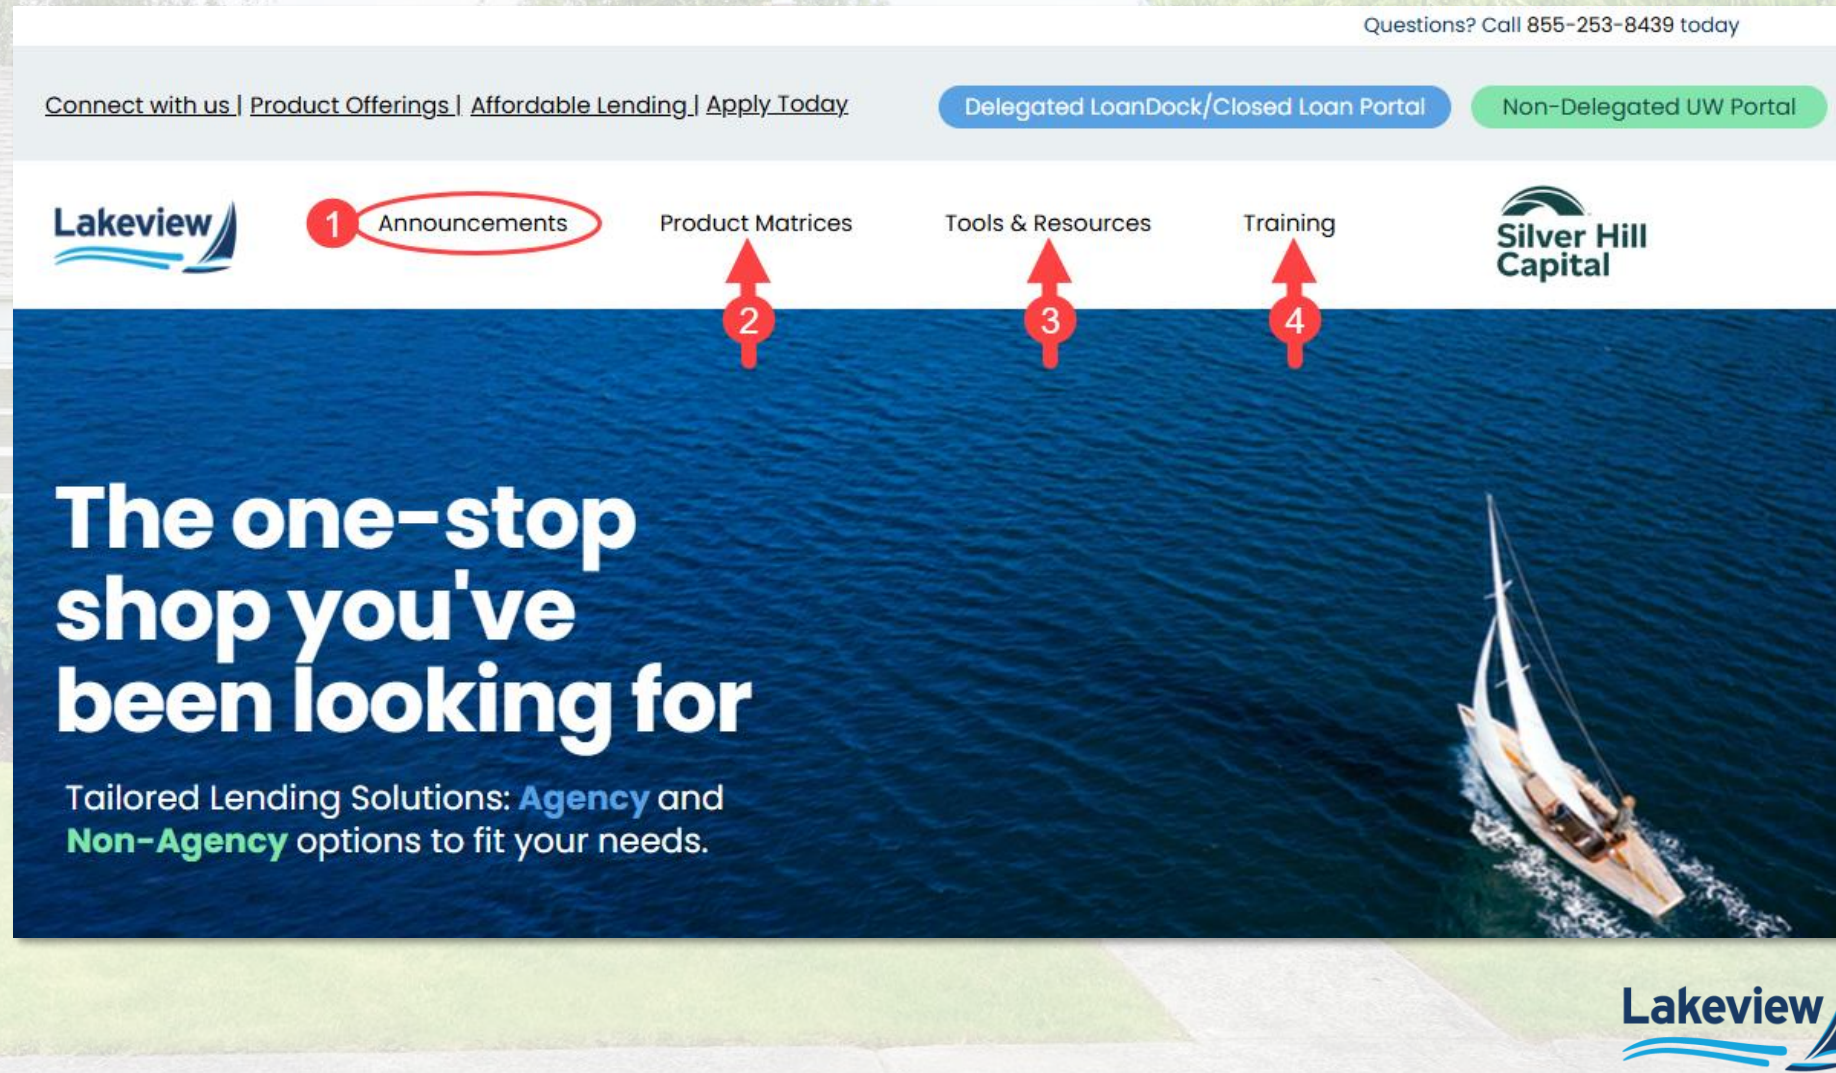 Questions? Call 855-253-8439 today
Connect with us | Product Offerings | Affordable Lending | Apply Today
Delegated LoanDock/Closed Loan Portal
Non-Delegated UW Portal
Lakeview
1
Announcements
Product Matrices
Tools & Resources
Training
Silver Hill
Capital
2
3
4
The one-stop
shop you've
been looking for
Tailored Lending Solutions: Agency and
Non-Agency options to fit your needs.
Lakeview